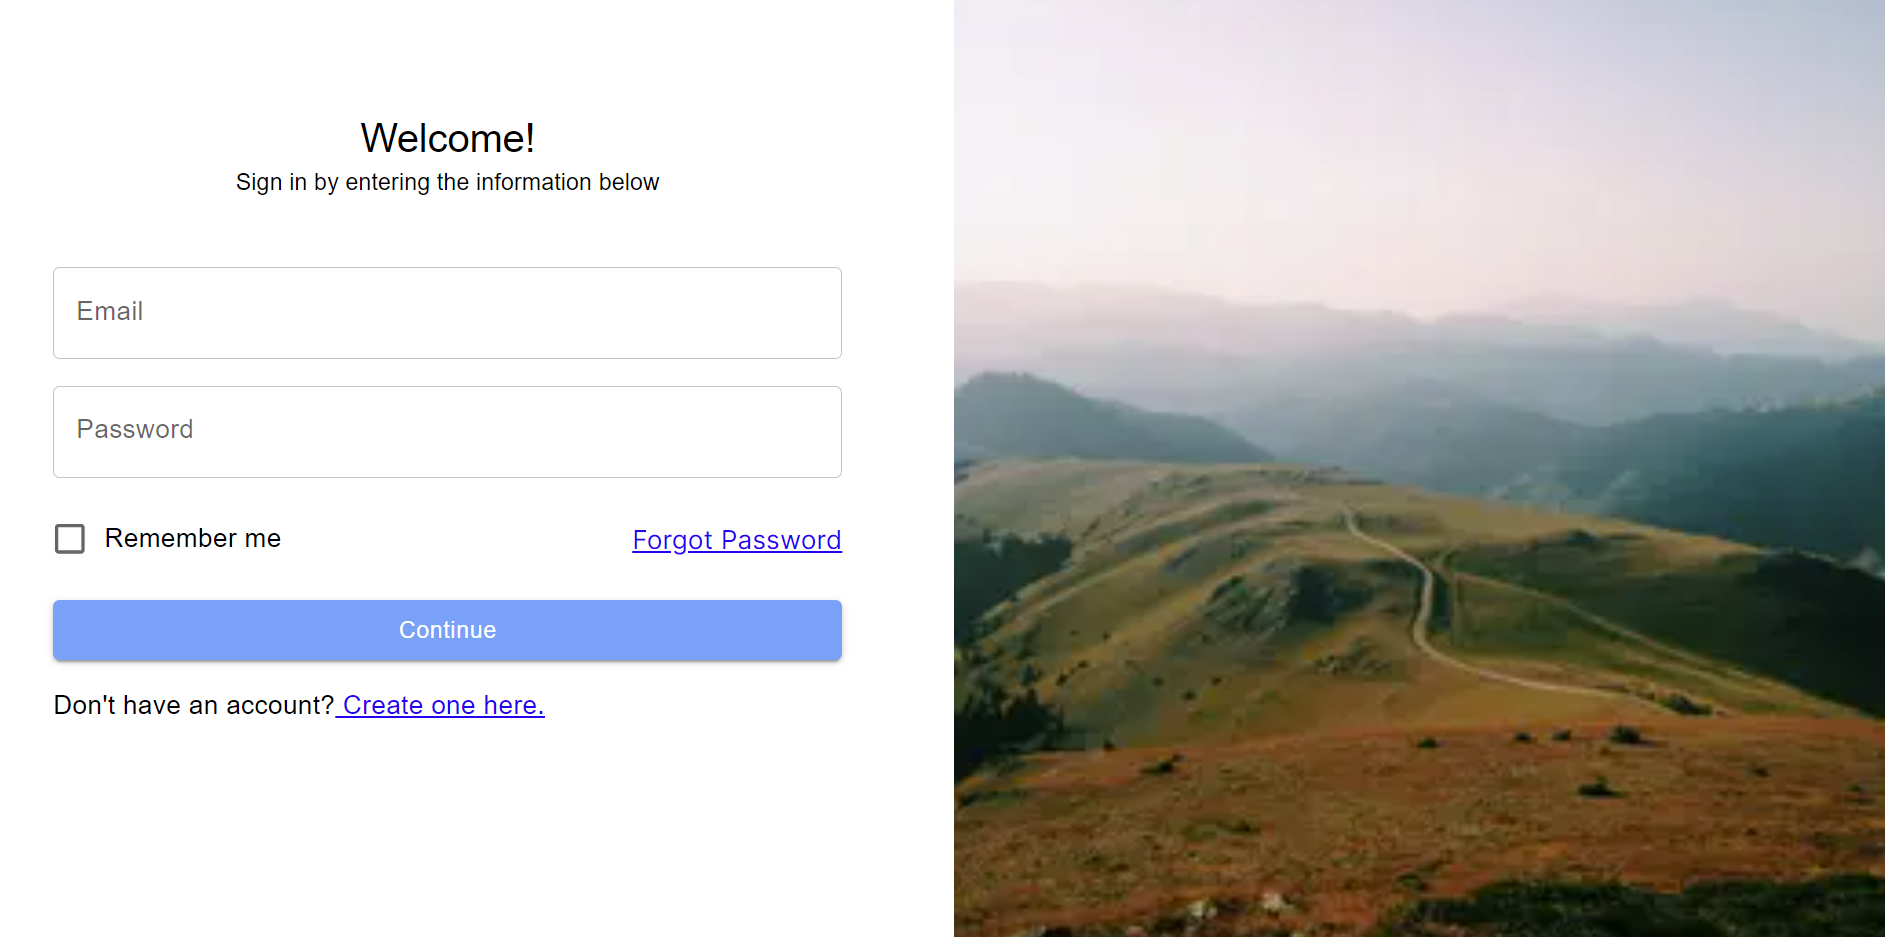 Welcome!
Sign in by entering the information below
Email
Password
Remember me
Forgot Password
Continue
Don't have an account? Create one here.